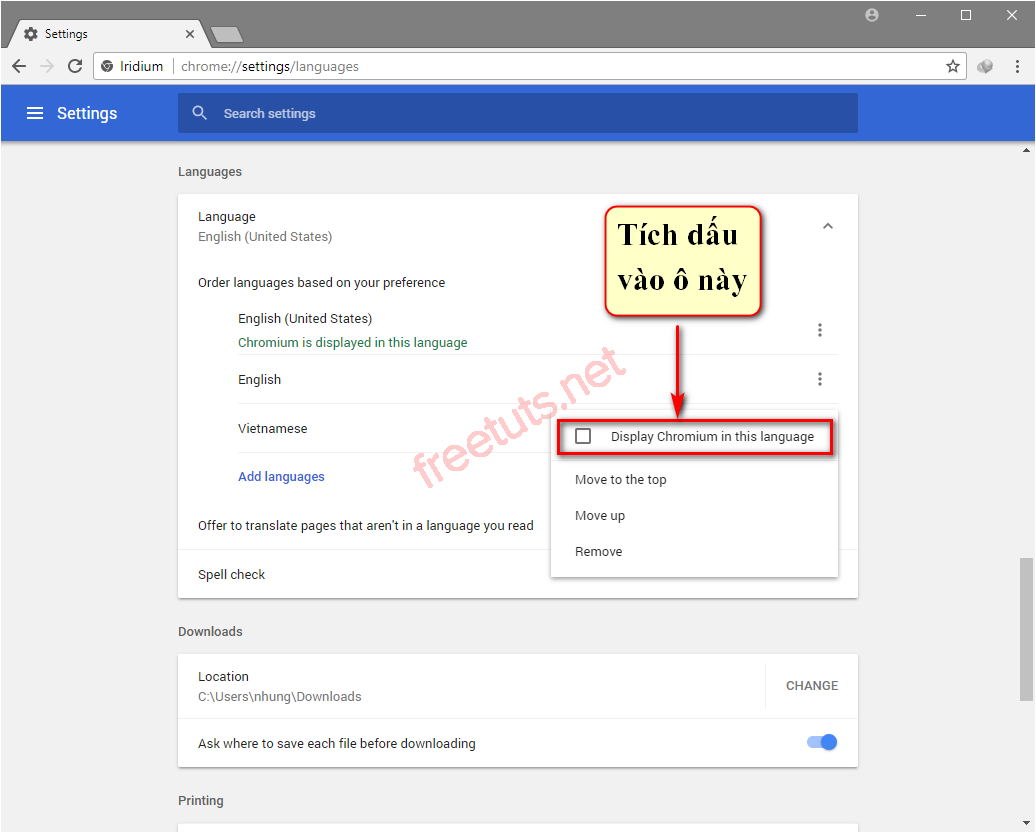 Settings
Iridium chrome://settings/languages
Settings
Search settings
Languages
Language
English (United States)
Tích dấu
vào ô này
Order languages based on your preference
English (United States)
Chromium is displayed in this language
English
Vietnamese
Display Chromium in this language
Move to the top
Move up
Remove
Add languages
Offer to translate pages that aren't in a language you read
Spell check
freetuts.net
Downloads
Location
C:\Users\nhung\Downloads
CHANGE
Ask where to save each file before downloading
Printing